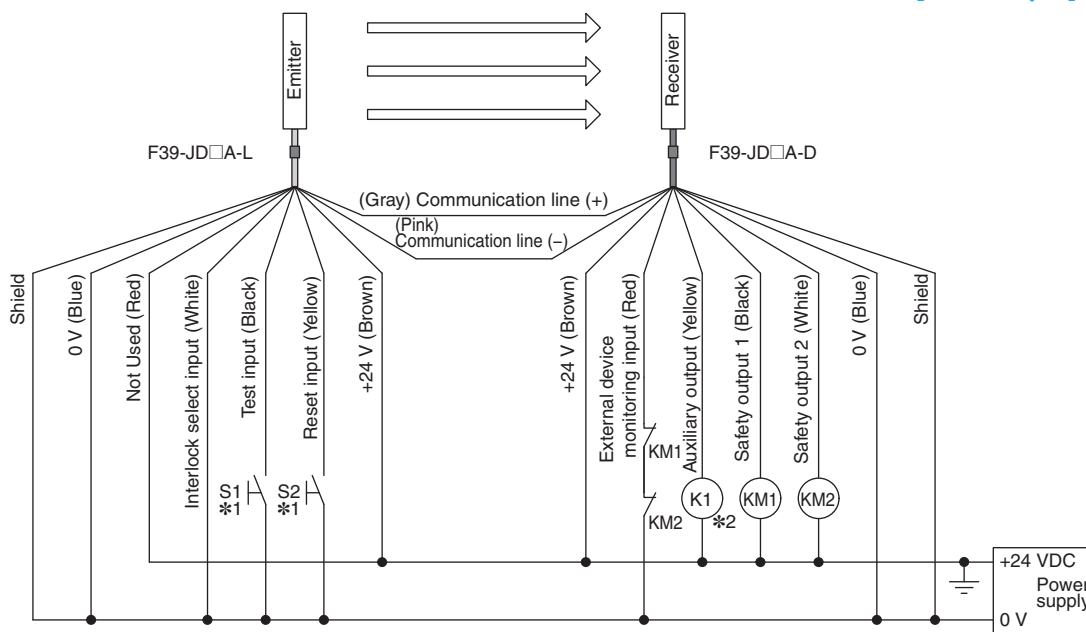 Emitter
Receiver
F39-JD□A-L
F39-JD□A-D
(Gray) Communication line (+)
(Pink)
Communication line (–)
Shield
0 V (Blue)
Not Used (Red)
Interlock select input (White)
Test input (Black)
Reset input (Yellow)
+24 V (Brown)
+24 V (Brown)
External device
monitoring input (Red)
Auxiliary output (Yellow)
Safety output 1 (Black)
Safety output 2 (White)
0 V (Blue)
Shield
KM1
S1
*1
S2
*1
KM2
K1
*2
KM1
KM2
+24 VDC
Power
supply
0 V